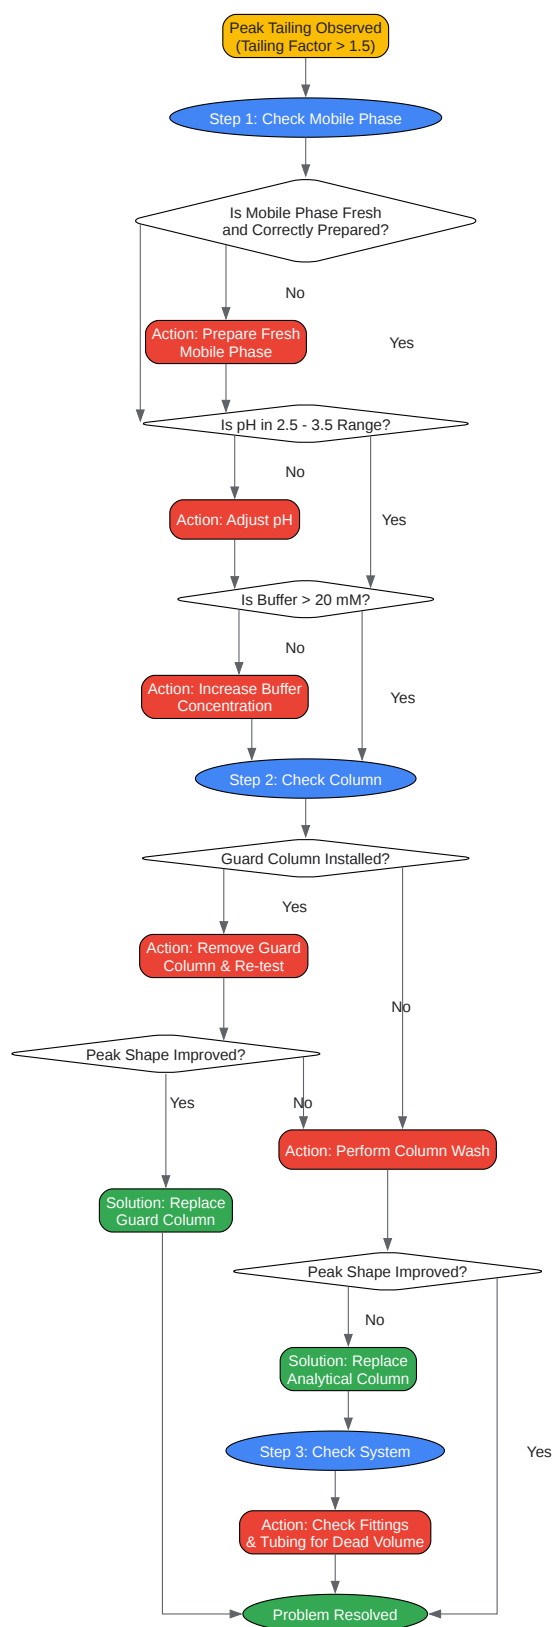 Peak Tailing Observed
(Tailing Factor > 1.5)
Step 1: Check Mobile Phase
Is Mobile Phase Fresh
and Correctly Prepared?
No
Action: Prepare Fresh
Mobile Phase
Yes
Is pH in 2.5 - 3.5 Range?
No
Action: Adjust pH
Yes
Is Buffer > 20 mM?
No
Action: Increase Buffer
Concentration
Yes
Step 2: Check Column
Guard Column Installed?
Yes
Action: Remove Guard
Column & Re-test
No
Peak Shape Improved?
Yes
No
Action: Perform Column Wash
Solution: Replace
Guard Column
Peak Shape Improved?
No
Solution: Replace
Analytical Column
Step 3: Check System
Yes
Action: Check Fittings
& Tubing for Dead Volume
Problem Resolved